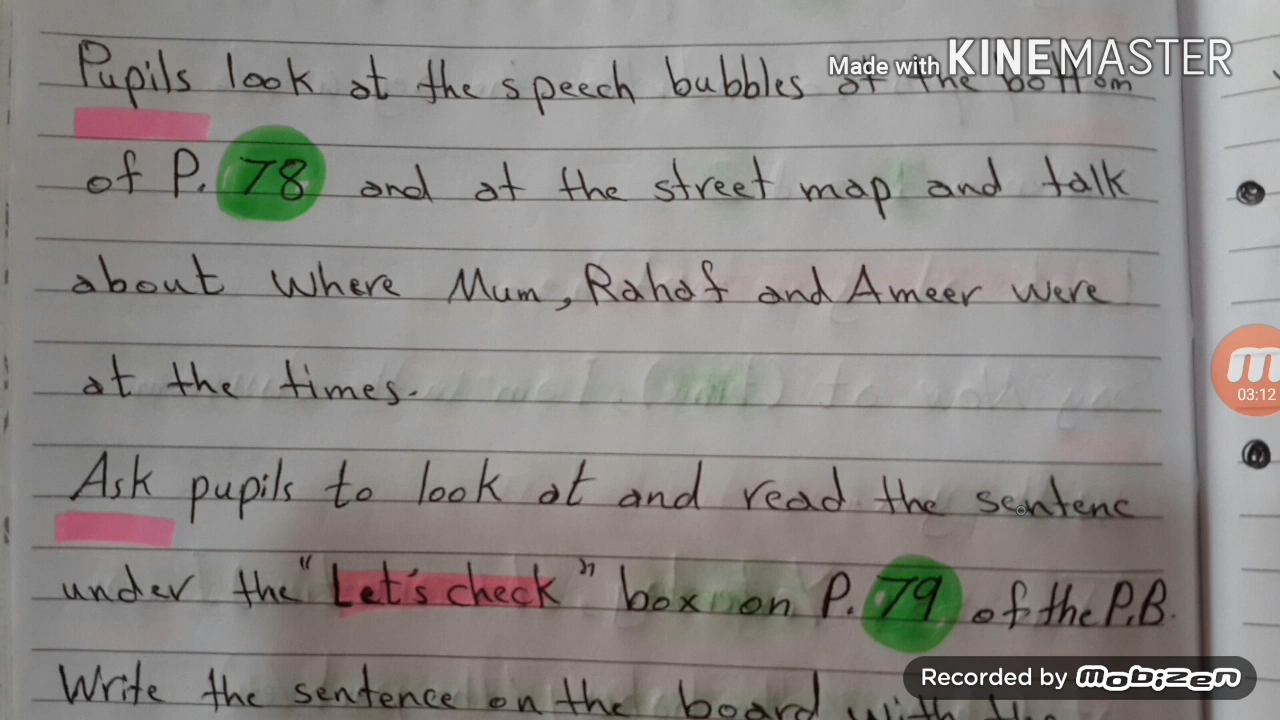 Made with KINEMASTER
Pupils look at the speech bubbles at the bottom
of P. 78 and at the street map and talk
about where Mum, Rahaf and Ameer were
at the times.
03:12
Ask pupils to look at and read the sentenc
under the "Let's check" box on P. 79 of the P.B.
Recorded by MOBIZEN
Write the sentence on the board with the